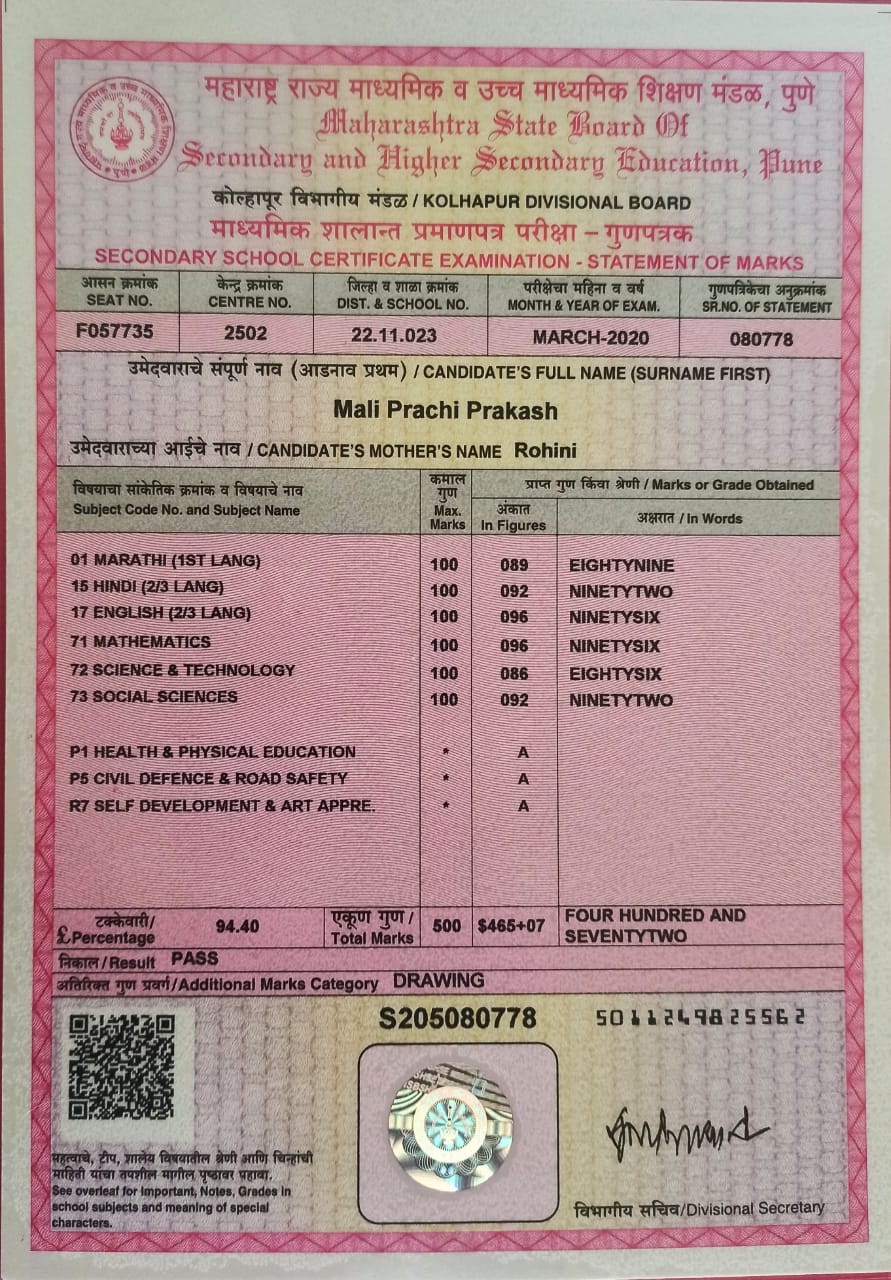 महाराष्ट्र राज्य माध्यमिक व उच्च माध्यमिक शिक्षण मंडळ, पुणे
Maharashtra State Board Of
Secondary and Higher Secondary Education, Pune
कोल्हापूर विभागीय मंडळ / KOLHAPUR DIVISIONAL BOARD
माध्यमिक शालान्त प्रमाणपत्र परीक्षा – गुणपत्रक
SECONDARY SCHOOL CERTIFICATE EXAMINATION - STATEMENT OF MARKS
आसन क्रमांक केन्द्र क्रमांक जिल्हा व शाळा क्रमांक परीक्षेचा महिना व वर्ष गुणपत्रिकेचा अनुक्रमांक
SEAT NO. CENTRE NO. DIST. & SCHOOL NO. MONTH & YEAR OF EXAM. SR.NO. OF STATEMENT
F057735 2502 22.11.023 MARCH-2020 080778
उमेदवाराचे संपूर्ण नाव (आडनाव प्रथम) / CANDIDATE'S FULL NAME (SURNAME FIRST)
Mali Prachi Prakash
उमेदवाराच्या आईचे नाव / CANDIDATE'S MOTHER'S NAME Rohini
विषयाचा सांकेतिक क्रमांक व विषयाचे नाव
Subject Code No. and Subject Name
कमाल
गुण
Max.
Marks
प्राप्त गुण किंवा श्रेणी / Marks or Grade Obtained
अंकात
In Figures
अक्षरात / In Words
01 MARATHI (1ST LANG) 100 089 EIGHTYNINE
15 HINDI (2/3 LANG) 100 092 NINETYTWO
17 ENGLISH (2/3 LANG) 100 096 NINETYSIX
71 MATHEMATICS 100 096 NINETYSIX
72 SCIENCE & TECHNOLOGY 100 086 EIGHTYSIX
73 SOCIAL SCIENCES 100 092 NINETYTWO
P1 HEALTH & PHYSICAL EDUCATION * A
P5 CIVIL DEFENCE & ROAD SAFETY * A
R7 SELF DEVELOPMENT & ART APPRE. * A
टक्केवारी/
£Percentage
94.40
एकूण गुण /
Total Marks
500 $465+07
FOUR HUNDRED AND
SEVENTYTWO
निकाल/Result PASS
अतिरिक्त गुण प्रवर्ग/Additional Marks Category DRAWING
S205080778
5011249825562
महत्वाचे, टीप, शालेय विषयातील श्रेणी आणि चिन्हांची
माहिती यांचा तपशील मागील पृष्ठावर पहावा.
See overleaf for Important, Notes, Grades in
school subjects and meaning of special
characters.
विभागीय सचिव/Divisional Secretary